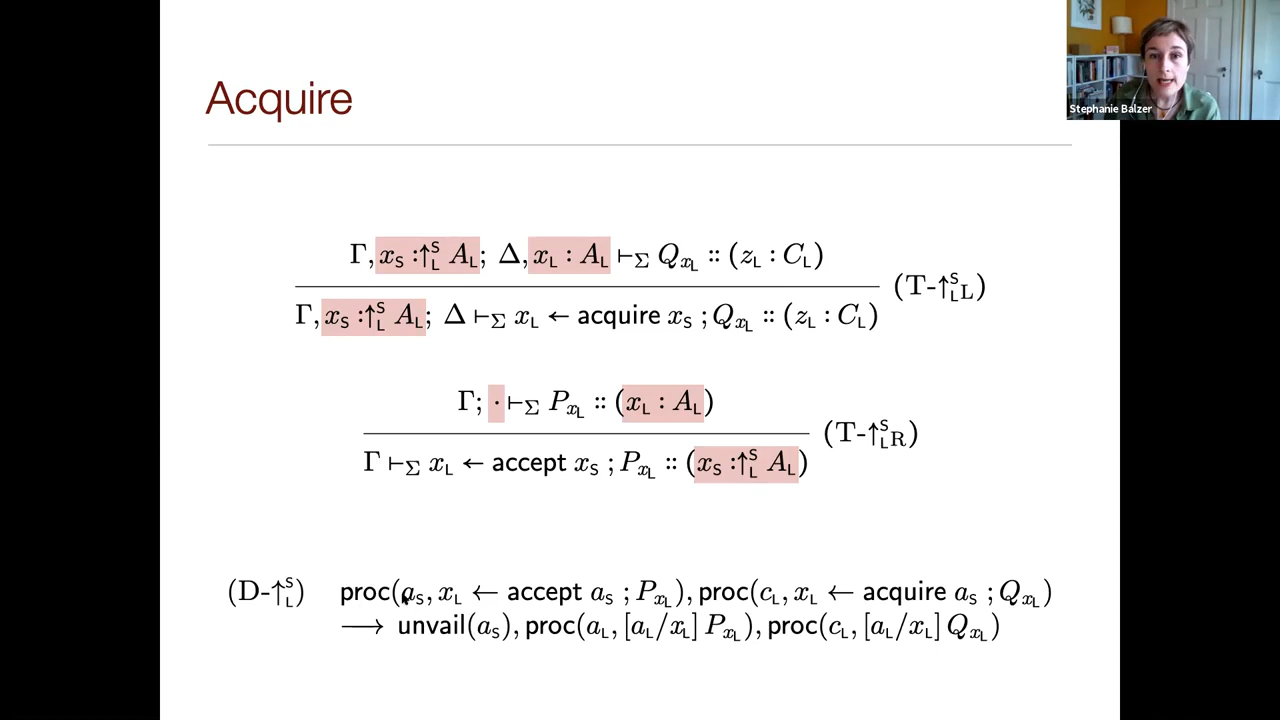 Acquire
Stephanie Balzer
Γ, x_S :↑^S_L A_L; Δ, x_L : A_L ⊢_Σ Q_{x_L} :: (z_L : C_L)
Γ, x_S :↑^S_L A_L; Δ ⊢_Σ x_L ← acquire x_S ; Q_{x_L} :: (z_L : C_L) (T-↑^S_L L)
Γ; · ⊢_Σ P_{x_L} :: (x_L : A_L)
Γ ⊢_Σ x_L ← accept x_S ; P_{x_L} :: (x_S :↑^S_L A_L) (T-↑^S_L R)
(D-↑^S_L) proc(a_S, x_L ← accept a_S ; P_{x_L}), proc(c_L, x_L ← acquire a_S ; Q_{x_L})
⟶ unvail(a_S), proc(a_L, [a_L/x_L] P_{x_L}), proc(c_L, [a_L/x_L] Q_{x_L})